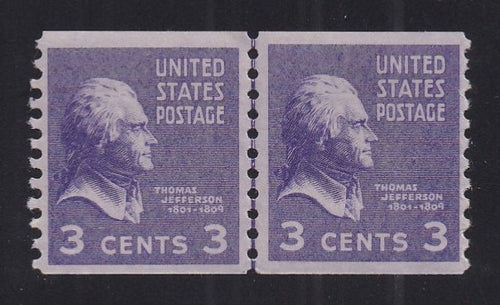 UNITED
STATES
POSTAGE
THOMAS
JEFFERSON
1801-1809
3 CENTS 3
UNITED
STATES
POSTAGE
THOMAS
JEFFERSON
1801-1809
3 CENTS 3